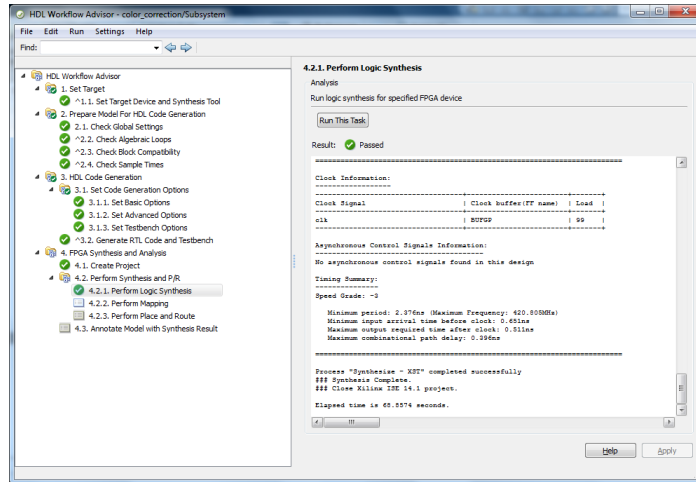 HDL Workflow Advisor - color_correction/Subsystem
File Edit Run Settings Help
Find:
HDL Workflow Advisor
1. Set Target
^1.1. Set Target Device and Synthesis Tool
2. Prepare Model For HDL Code Generation
2.1. Check Global Settings
^2.2. Check Algebraic Loops
^2.3. Check Block Compatibility
^2.4. Check Sample Times
3. HDL Code Generation
3.1. Set Code Generation Options
3.1.1. Set Basic Options
3.1.2. Set Advanced Options
3.1.3. Set Testbench Options
^3.2. Generate RTL Code and Testbench
4. FPGA Synthesis and Analysis
4.1. Create Project
4.2. Perform Synthesis and P/R
4.2.1. Perform Logic Synthesis
4.2.2. Perform Mapping
4.2.3. Perform Place and Route
4.3. Annotate Model with Synthesis Result
4.2.1. Perform Logic Synthesis
Analysis
Run logic synthesis for specified FPGA device
Run This Task
Result: Passed
Clock Information:
Clock Signal | Clock buffer(FF name) | Load |
clk | BUFGP | 99 |
Asynchronous Control Signals Information:
No asynchronous control signals found in this design
Timing Summary:
Speed Grade: -3
Minimum period: 2.376ns (Maximum Frequency: 420.805MHz)
Minimum input arrival time before clock: 0.651ns
Maximum output required time after clock: 0.511ns
Maximum combinational path delay: 0.396ns
Process "Synthesize - XST" completed successfully
### Synthesis Complete.
### Close Xilinx ISE 14.1 project.
Elapsed time is 68.8574 seconds.
Help Apply